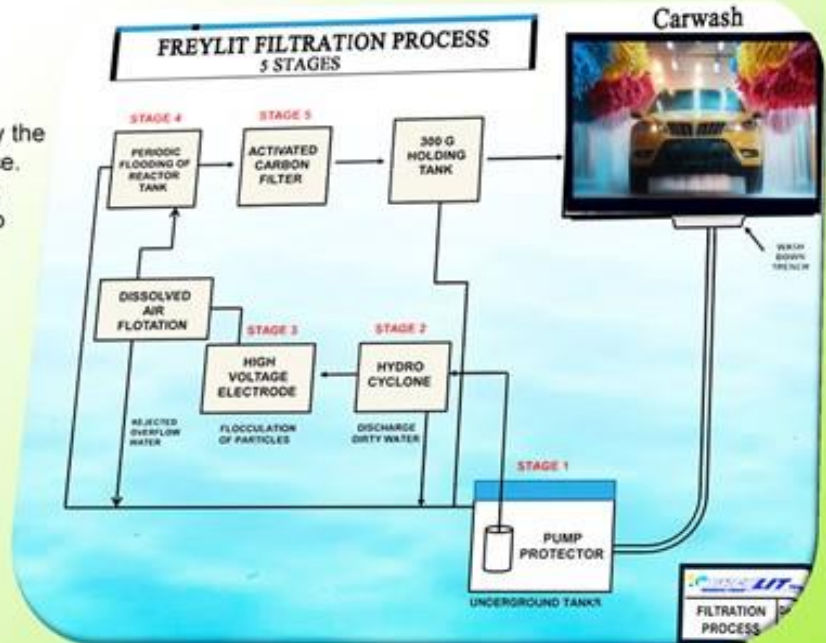 Carwash
FREYLIT FILTRATION PROCESS
5 STAGES
STAGE 4
PERIODIC
FLOODING OF
REACTOR
TANK
STAGE 5
ACTIVATED
CARBON
FILTER
300 G
HOLDING
TANK
WASH
DOWN
TRENCH
DISSOLVED
AIR
FLOTATION
STAGE 3
HIGH
VOLTAGE
ELECTRODE
STAGE 2
HYDRO
CYCLONE
REJECTED
OVERFLOW
WATER
FLOCCULATION
OF PARTICLES
DISCHARGE
DIRTY WATER
STAGE 1
PUMP
PROTECTOR
UNDERGROUND TANKS
FILTRATION
PROCESS